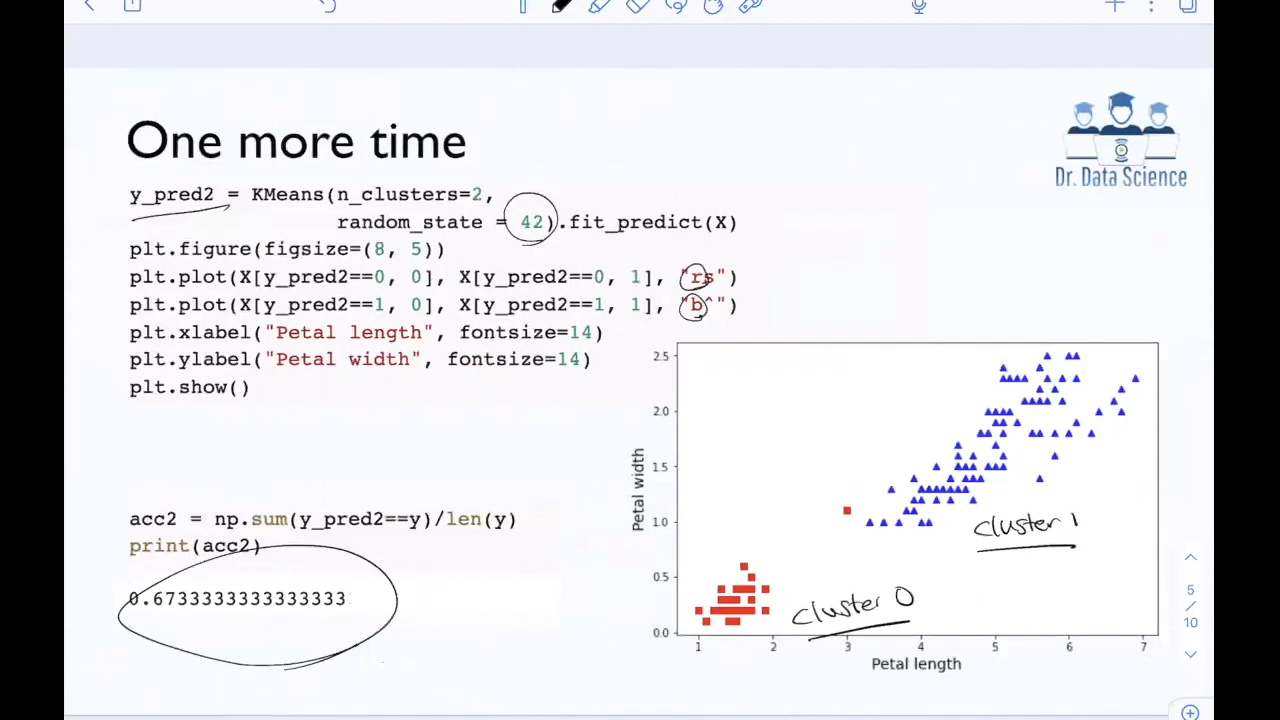 One more time
Dr. Data Science
y_pred2 = KMeans(n_clusters=2,
random_state = 42).fit_predict(X)
plt.figure(figsize=(8, 5))
plt.plot(X[y_pred2==0, 0], X[y_pred2==0, 1], "rs")
plt.plot(X[y_pred2==1, 0], X[y_pred2==1, 1], "b^")
plt.xlabel("Petal length", fontsize=14)
plt.ylabel("Petal width", fontsize=14)
plt.show()
acc2 = np.sum(y_pred2==y)/len(y)
print(acc2)
0.6733333333333333
2.5
2.0
1.5
1.0
0.5
0.0
Petal width
cluster 1
cluster 0
1 2 3 4 5 6 7
Petal length
5
/
10